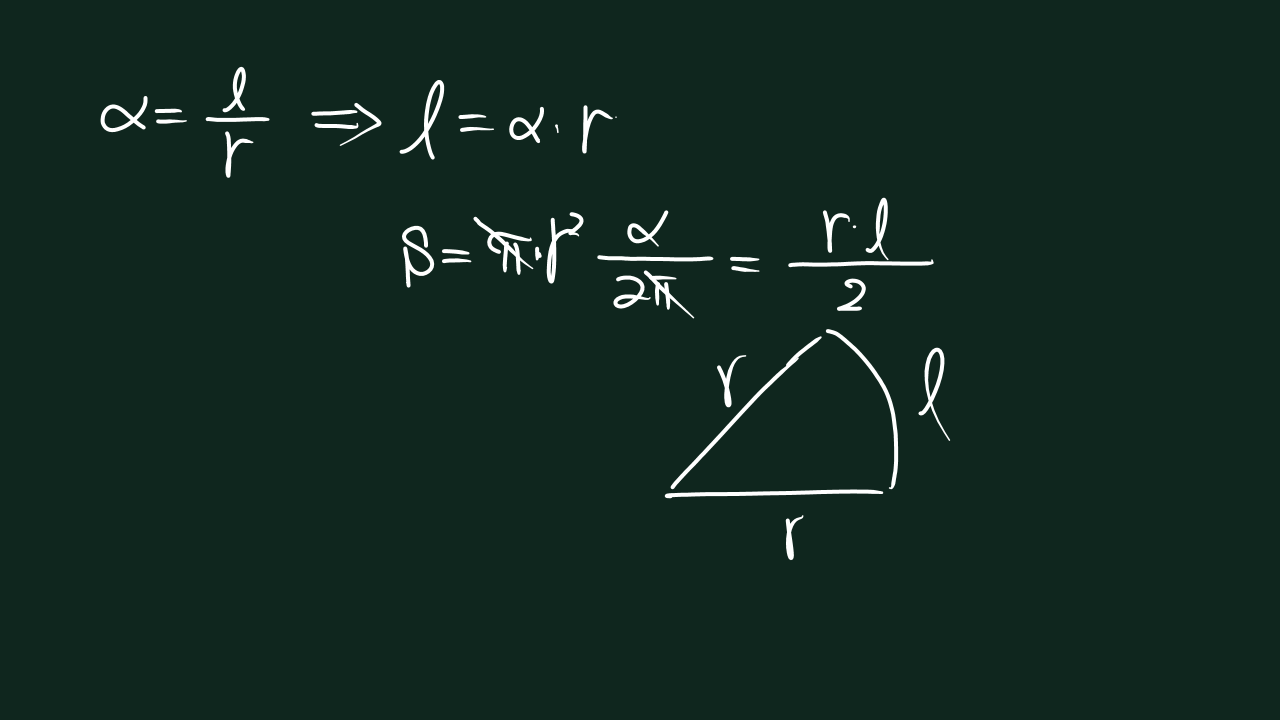 α = l/r ⇒ l = α · r
S = π · r² α/2π = r · l/2
r
l
r